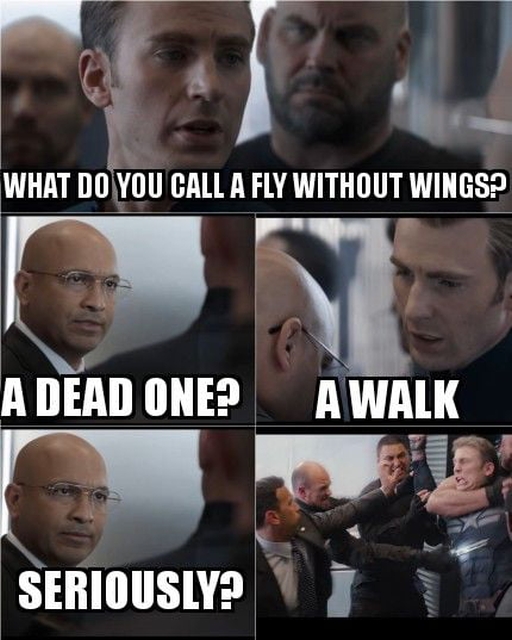 WHAT DO YOU CALL A FLY WITHOUT WINGS?
A DEAD ONE?
A WALK
SERIOUSLY?